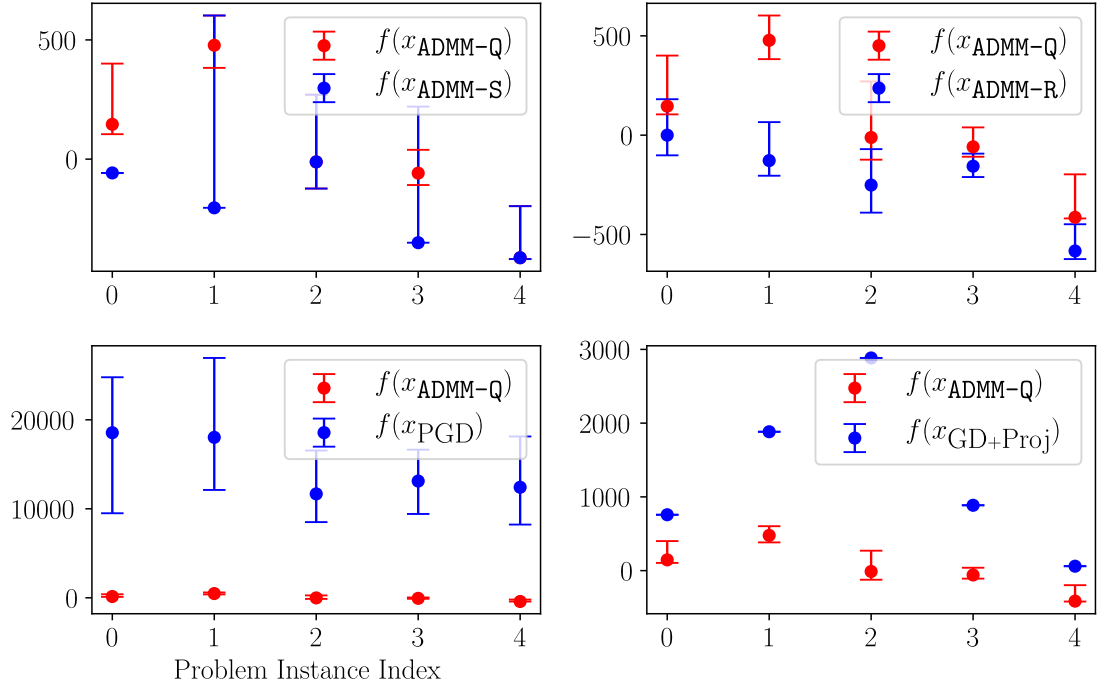 500
0
f(x_ADMM-Q)
f(x_ADMM-S)
0 1 2 3 4
500
0
−500
f(x_ADMM-Q)
f(x_ADMM-R)
0 1 2 3 4
20000
10000
0
f(x_ADMM-Q)
f(x_PGD)
0 1 2 3 4
Problem Instance Index
3000
2000
1000
0
f(x_ADMM-Q)
f(x_GD+Proj)
0 1 2 3 4